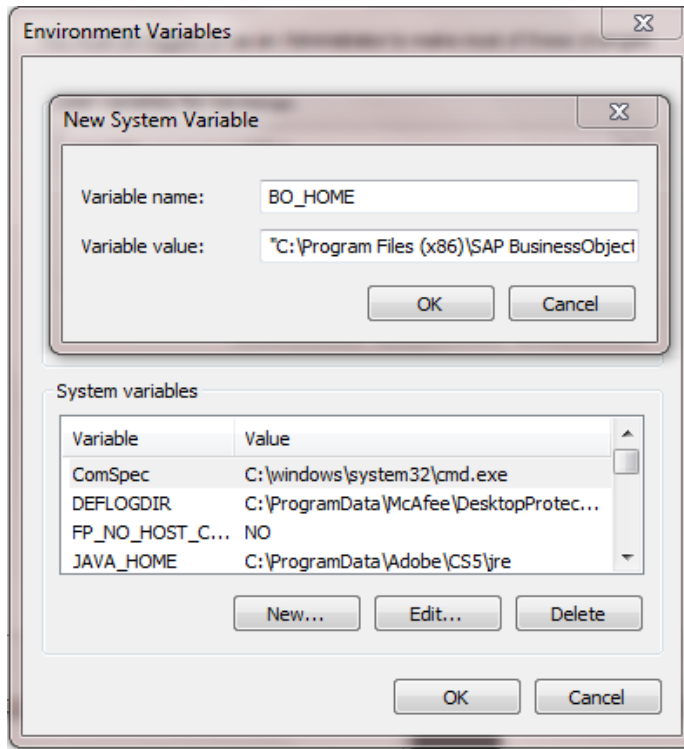 Environment Variables
New System Variable
Variable name: BO_HOME
Variable value: "C:\Program Files (x86)\SAP BusinessObject
OK Cancel
System variables
Variable Value
ComSpec C:\windows\system32\cmd.exe
DEFLOGDIR C:\ProgramData\McAfee\DesktopProtec...
FP_NO_HOST_C... NO
JAVA_HOME C:\ProgramData\Adobe\CS5\jre
New... Edit... Delete
OK Cancel